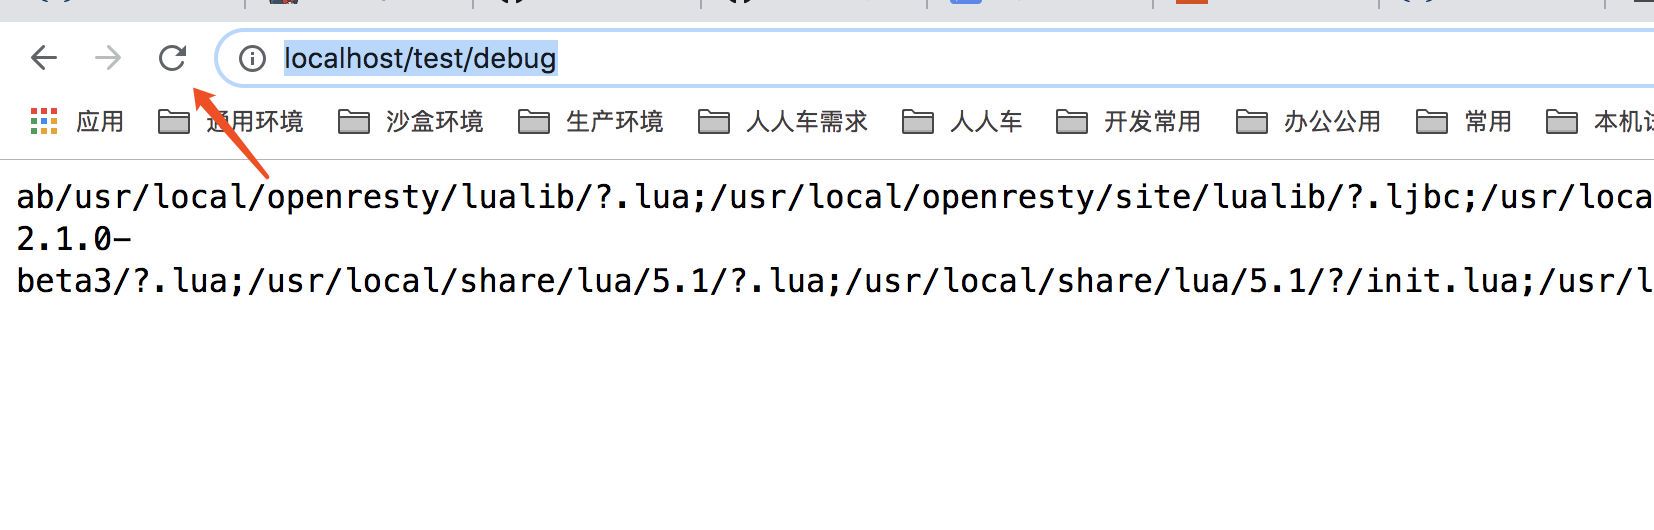 localhost/test/debug
应用 通用环境 沙盒环境 生产环境 人人车需求 人人车 开发常用 办公公用 常用 本机
ab/usr/local/openresty/lualib/?.lua;/usr/local/openresty/site/lualib/?.ljbc;/usr/loca
2.1.0-
beta3/?.lua;/usr/local/share/lua/5.1/?.lua;/usr/local/share/lua/5.1/?/init.lua;/usr/l